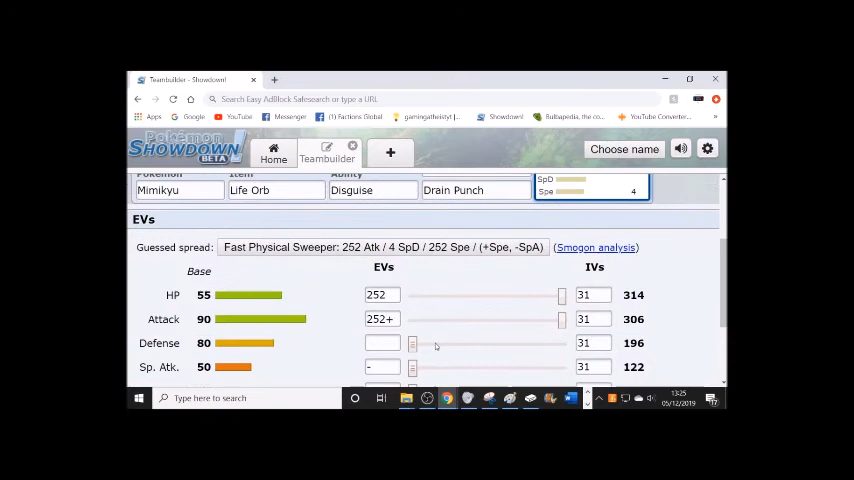 Teambuilder - Showdown!
Search Easy AdBlock Safesearch or type a URL
Apps Google YouTube Messenger (Factions Global) gamingatheistyt |... Showdown! Bulbapedia, the co... YouTube Converter... »
Pokémon
SHOWDOWN!
BETA
Home
Teambuilder
Choose name
Pokémon Item Ability SpD
Mimikyu Life Orb Disguise Drain Punch Spe 4
EVs
Guessed spread: Fast Physical Sweeper: 252 Atk / 4 SpD / 252 Spe / (+Spe, -SpA) (Smogon analysis)
Base EVs IVs
HP 55 252 31 314
Attack 90 252+ 31 306
Defense 80 31 196
Sp. Atk. 50 - 31 122
Type here to search
13:25
05/12/2019
17